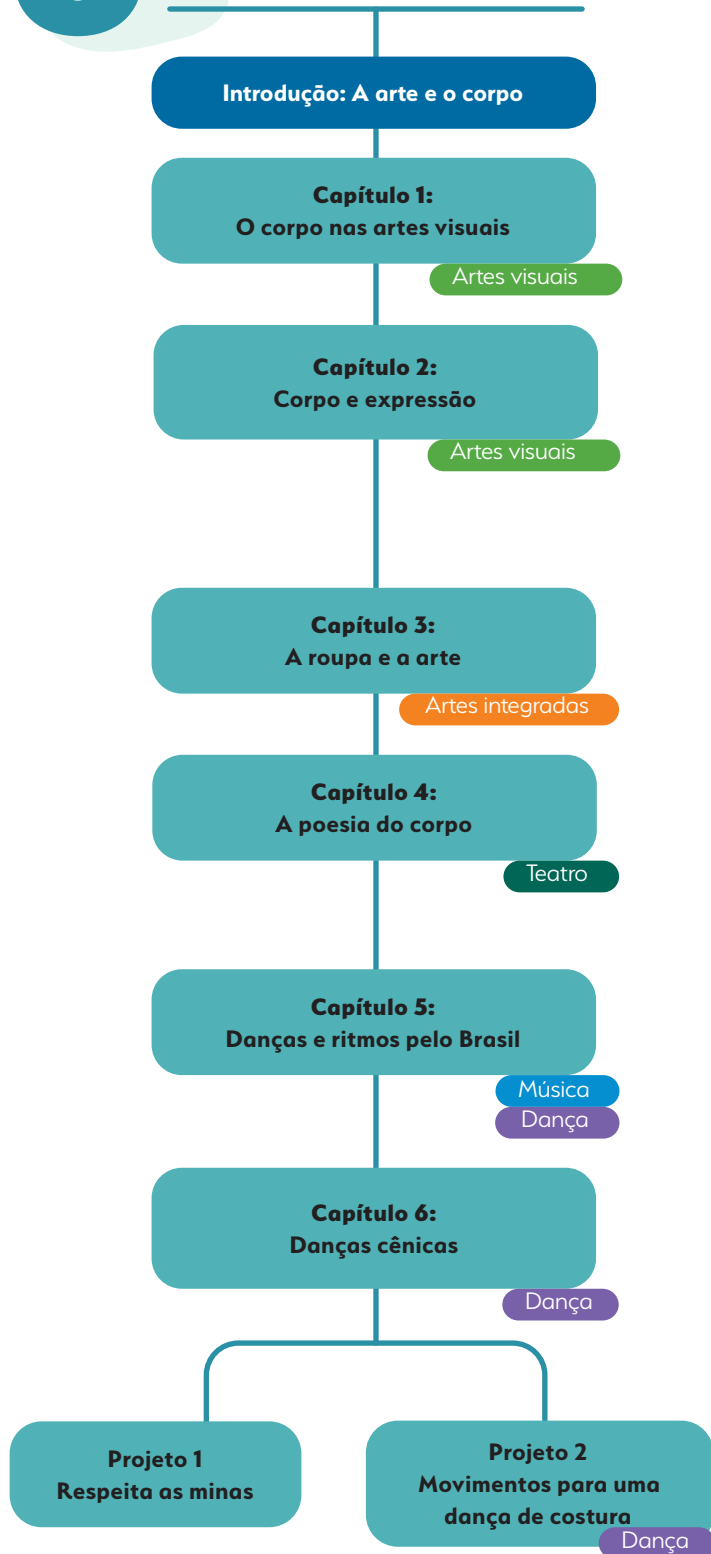 Introdução: A arte e o corpo
Capítulo 1:
O corpo nas artes visuais
Artes visuais
Capítulo 2:
Corpo e expressão
Artes visuais
Capítulo 3:
A roupa e a arte
Artes integradas
Capítulo 4:
A poesia do corpo
Teatro
Capítulo 5:
Danças e ritmos pelo Brasil
Música
Dança
Capítulo 6:
Danças cênicas
Dança
Projeto 1
Respeita as minas
Projeto 2
Movimentos para uma
dança de costura
Dança